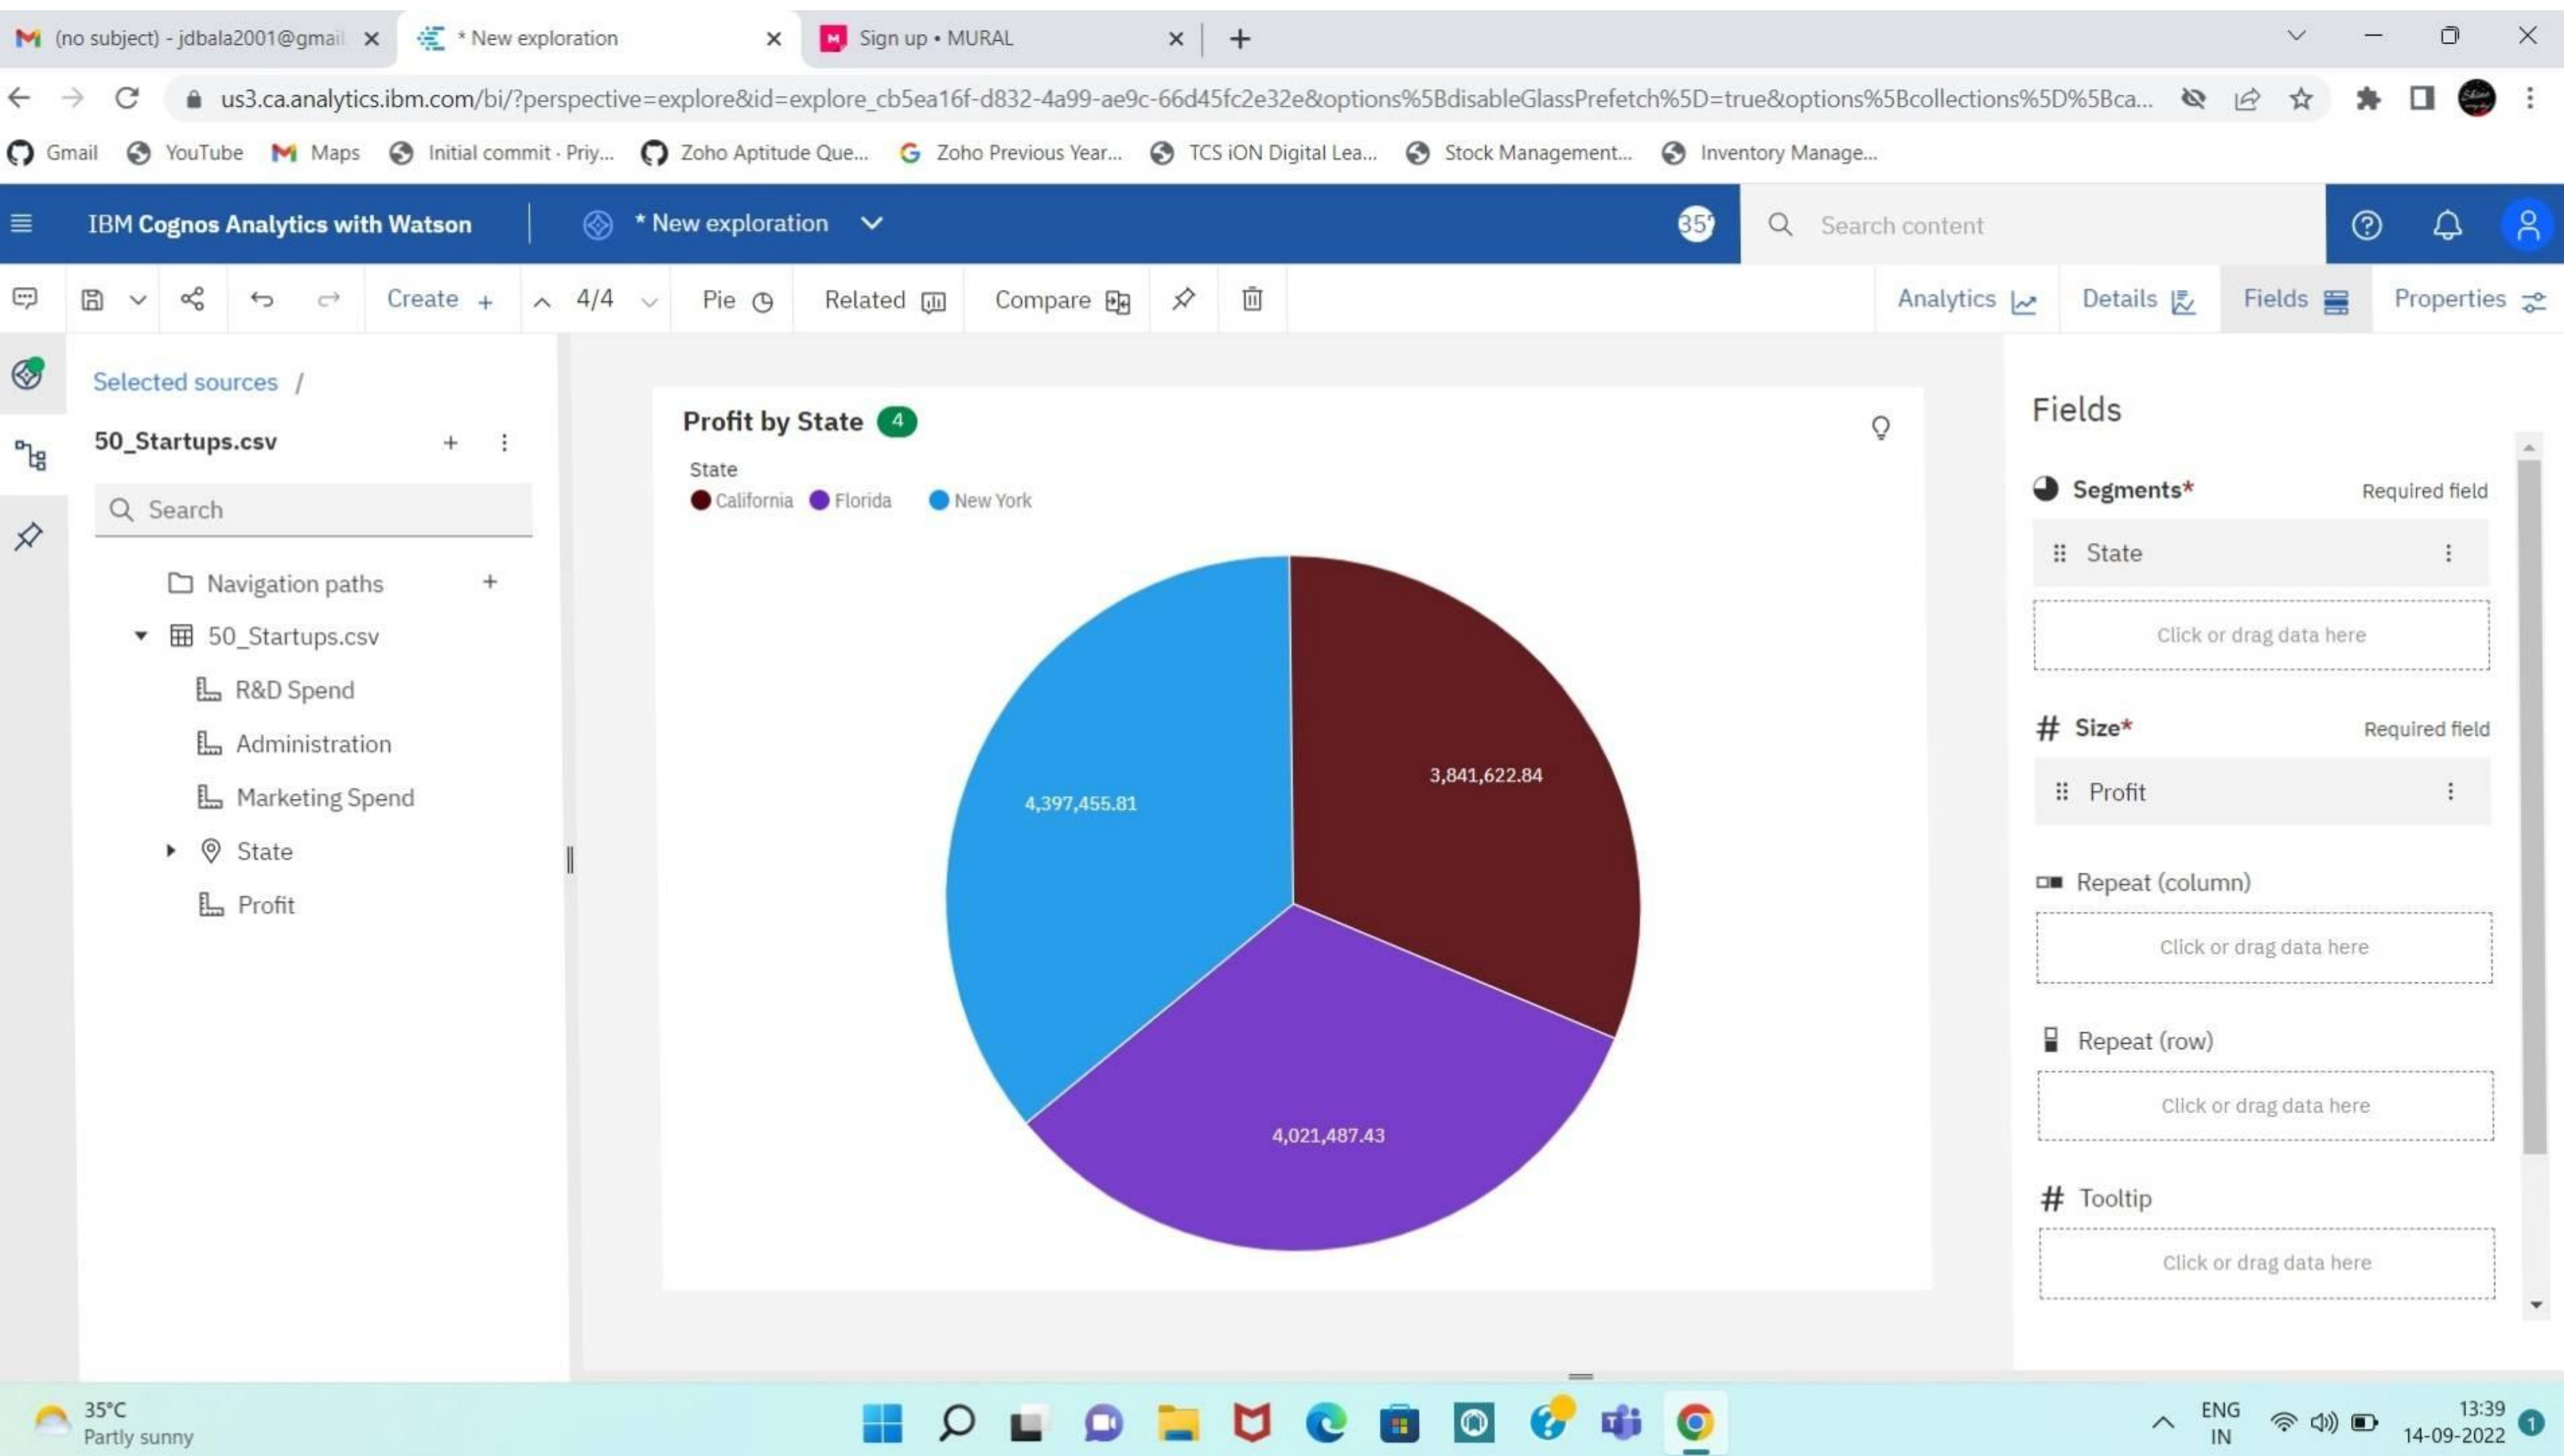 (no subject) - jdbala2001@gmail
* New exploration
Sign up • MURAL
us3.ca.analytics.ibm.com/bi/?perspective=explore&id=explore_cb5ea16f-d832-4a99-ae9c-66d45fc2e32e&options%5BdisableGlassPrefetch%5D=true&options%5Bcollections%5D%5Bca...
Gmail YouTube Maps Initial commit · Priy... Zoho Aptitude Que... Zoho Previous Year... TCS iON Digital Lea... Stock Management... Inventory Manage...
IBM Cognos Analytics with Watson
* New exploration
Search content
Create + 4/4 Pie Related Compare
Analytics Details Fields Properties
Selected sources /
50_Startups.csv
Search
Navigation paths
50_Startups.csv
R&D Spend
Administration
Marketing Spend
State
Profit
Profit by State 4
State
California Florida New York
4,397,455.81
3,841,622.84
4,021,487.43
Fields
Segments* Required field
State
Click or drag data here
# Size* Required field
Profit
Repeat (column)
Click or drag data here
Repeat (row)
Click or drag data here
# Tooltip
Click or drag data here
35°C
Partly sunny
ENG
IN
13:39
14-09-2022
1